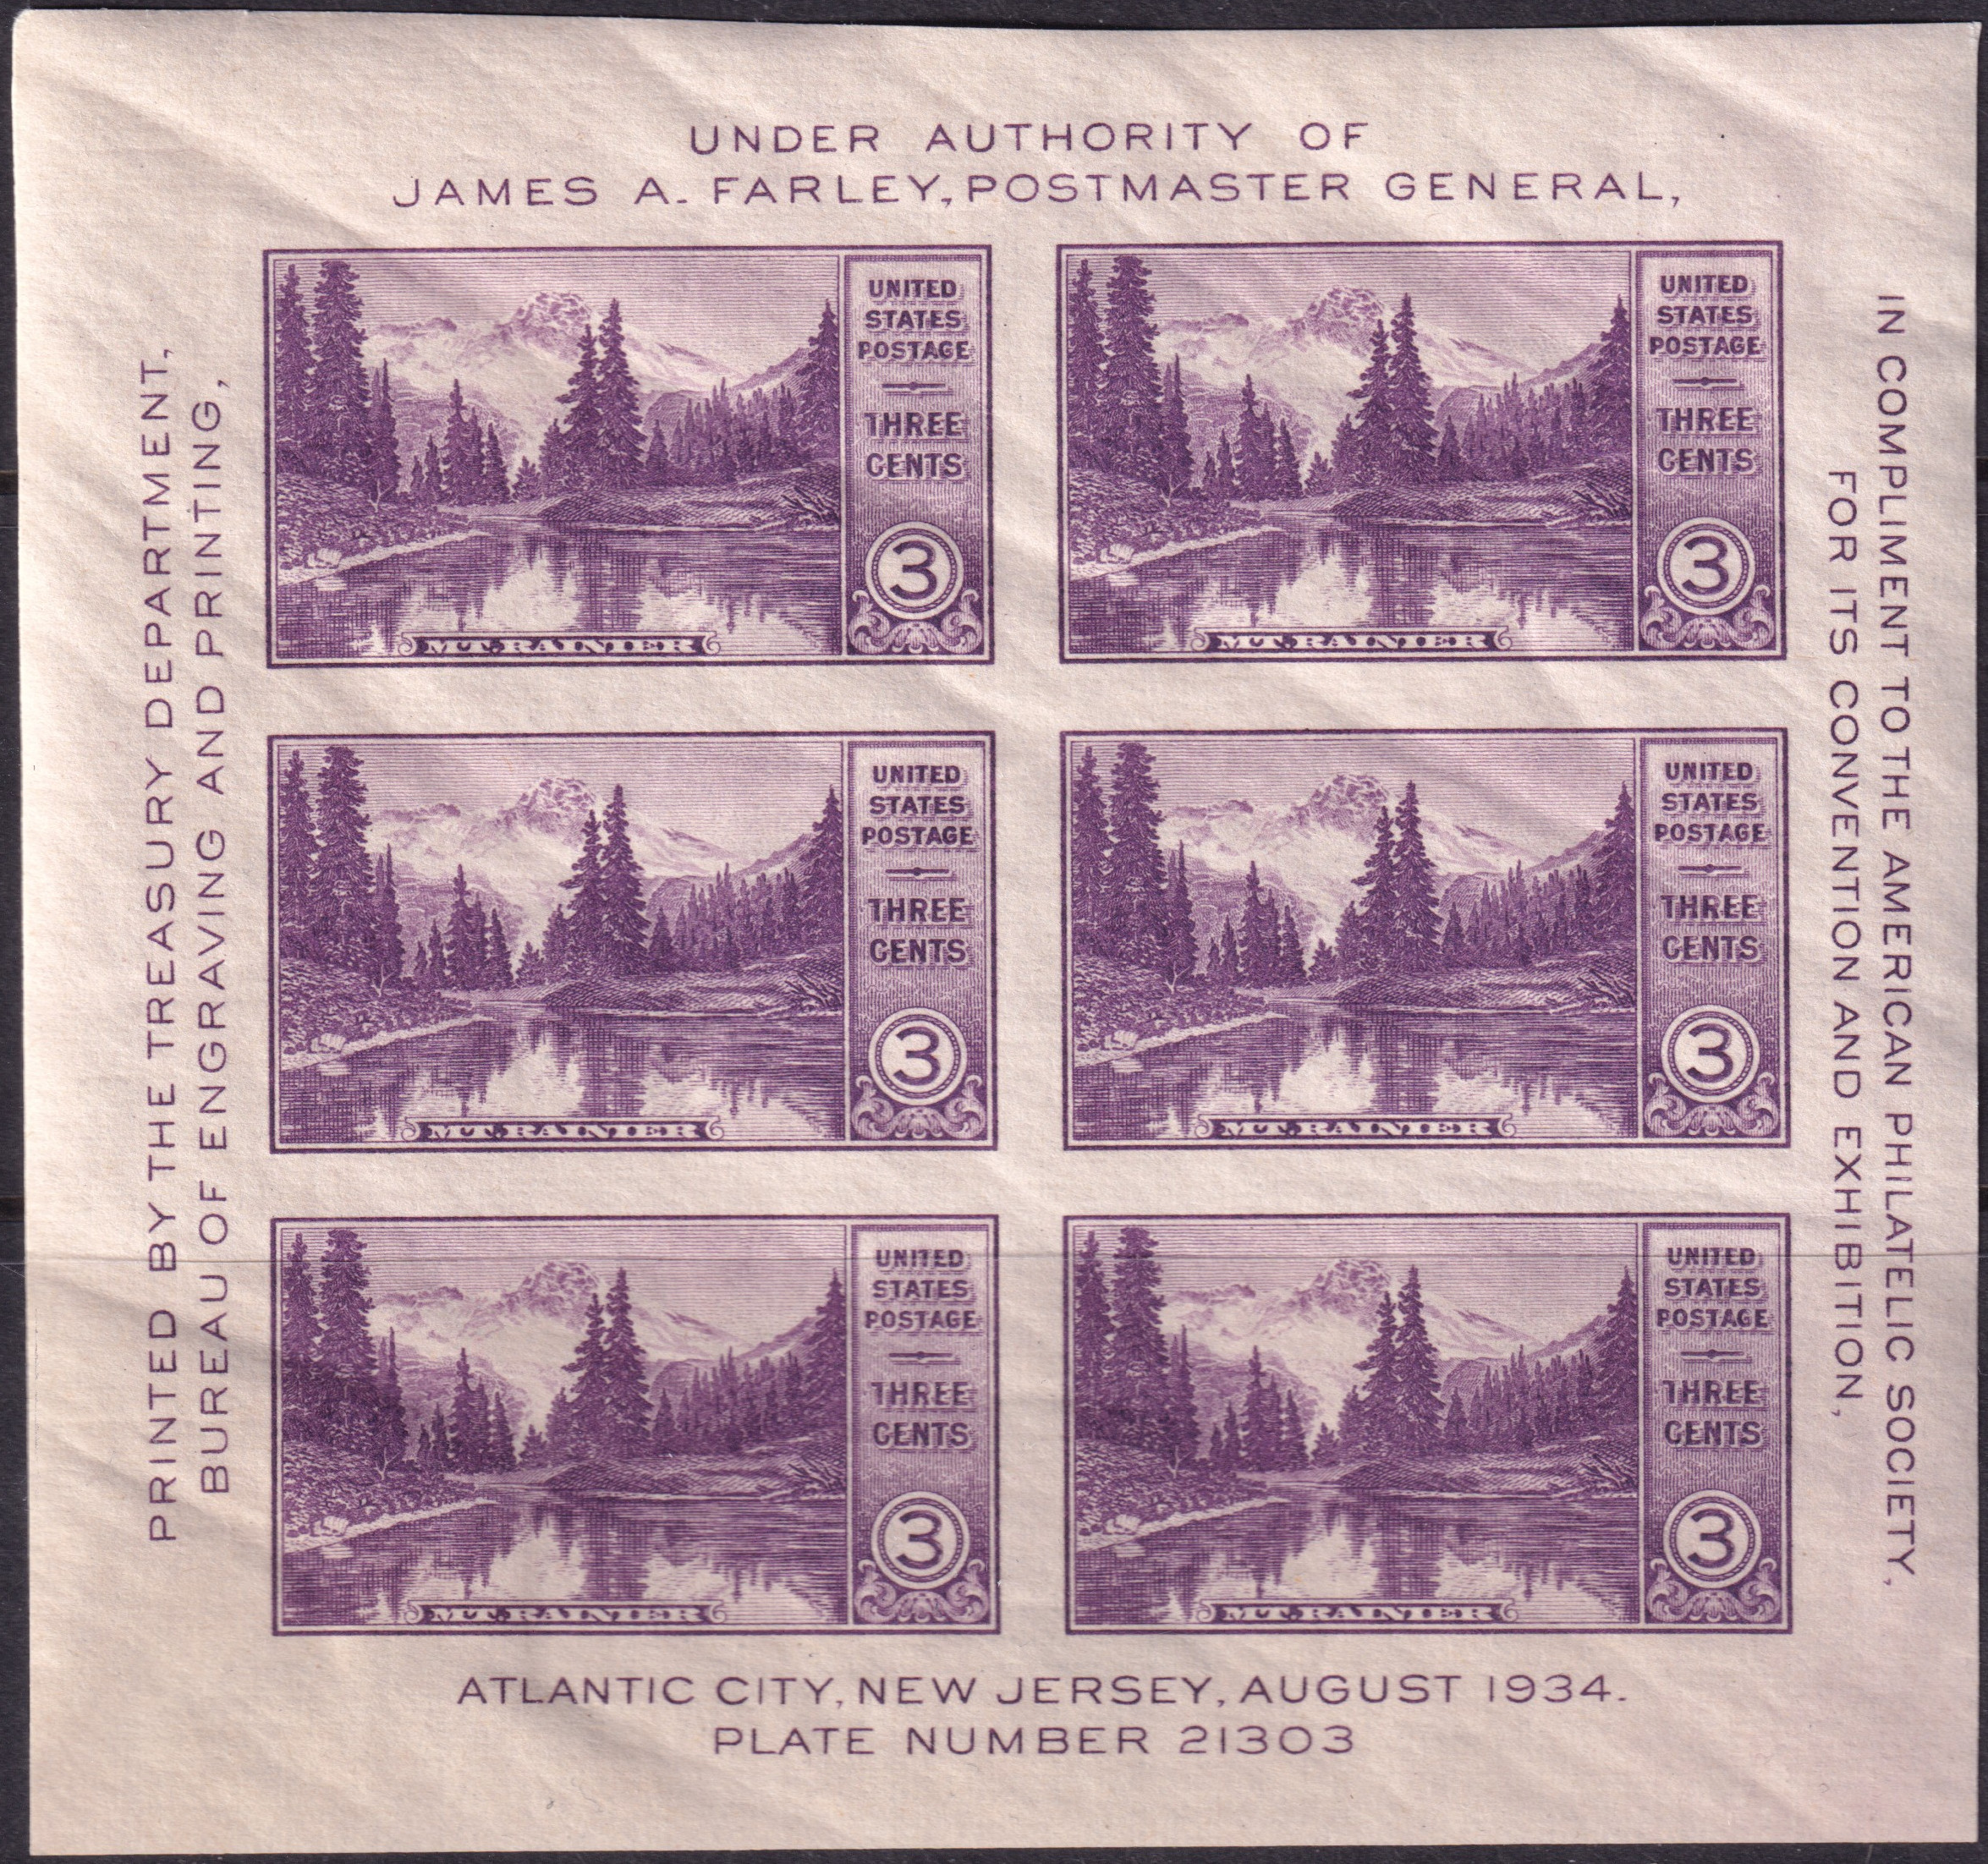 UNDER AUTHORITY OF
JAMES A. FARLEY, POSTMASTER GENERAL,
PRINTED BY THE TREASURY DEPARTMENT,
BUREAU OF ENGRAVING AND PRINTING,
UNITED
STATES
POSTAGE
THREE
CENTS
3
MT. RAINIER
UNITED
STATES
POSTAGE
THREE
CENTS
3
MT. RAINIER
UNITED
STATES
POSTAGE
THREE
CENTS
3
MT. RAINIER
UNITED
STATES
POSTAGE
THREE
CENTS
3
MT. RAINIER
UNITED
STATES
POSTAGE
THREE
CENTS
3
MT. RAINIER
UNITED
STATES
POSTAGE
THREE
CENTS
3
MT. RAINIER
IN COMPLIMENT TO THE AMERICAN PHILATELIC SOCIETY,
FOR ITS CONVENTION AND EXHIBITION,
ATLANTIC CITY, NEW JERSEY, AUGUST 1934.
PLATE NUMBER 21303